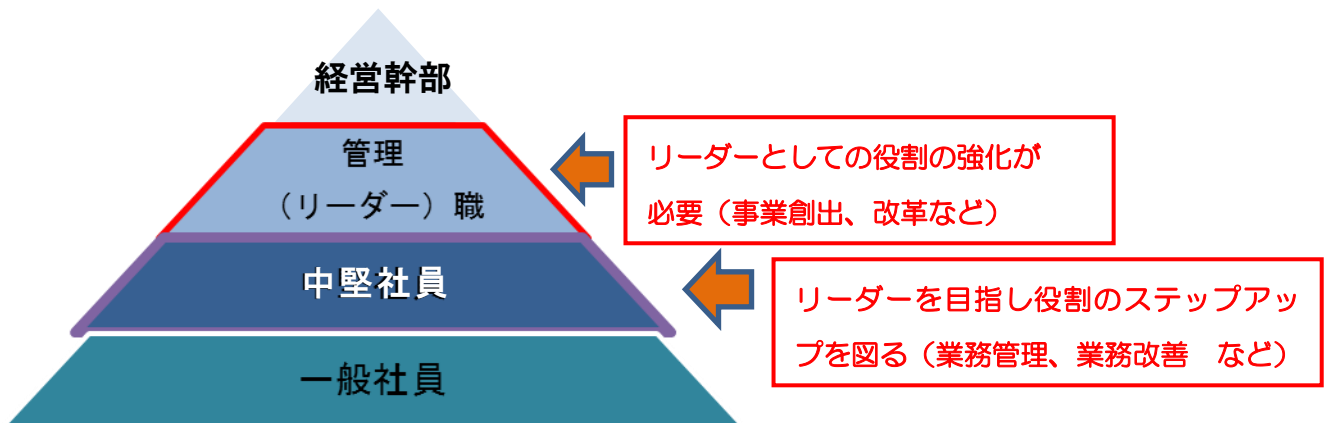 経営幹部
管理
（リーダー）職
リーダーとしての役割の強化が
必要（事業創出、改革など）
中堅社員
リーダーを目指し役割のステップアッ
プを図る（業務管理、業務改善　など）
一般社員